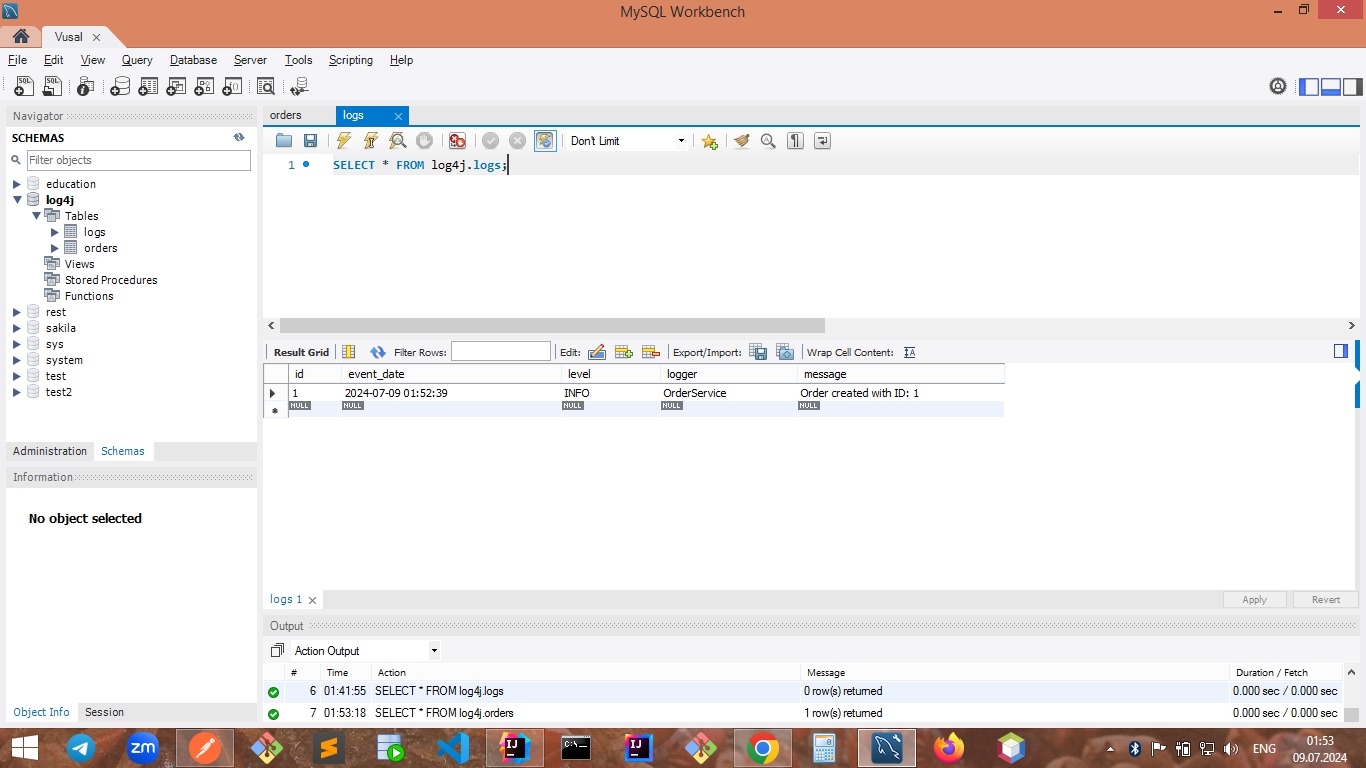 MySQL Workbench
Vusal
File Edit View Query Database Server Tools Scripting Help
Navigator
SCHEMAS
Filter objects
education
log4j
Tables
logs
orders
Views
Stored Procedures
Functions
rest
sakila
sys
system
test
test2
Administration Schemas
Information
No object selected
Object Info Session
orders logs
Don't Limit
1 SELECT * FROM log4j.logs;
Result Grid Filter Rows: Edit: Export/Import: Wrap Cell Content:
id event_date level logger message
1 2024-07-09 01:52:39 INFO OrderService Order created with ID: 1
NULL NULL NULL NULL NULL
logs 1 Apply Revert
Output
Action Output
# Time Action Message Duration / Fetch
6 01:41:55 SELECT * FROM log4j.logs 0 row(s) returned 0.000 sec / 0.000 sec
7 01:53:18 SELECT * FROM log4j.orders 1 row(s) returned 0.000 sec / 0.000 sec
zm IJ C:\ IJ ENG 01:53
09.07.2024